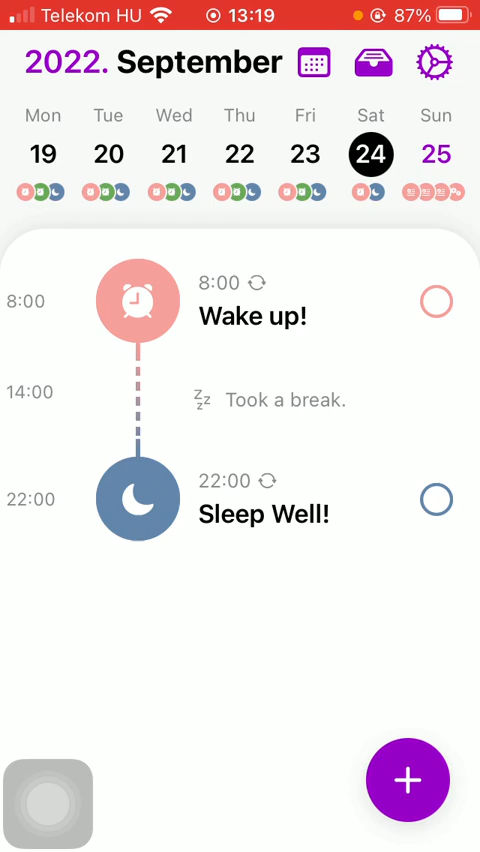 Telekom HU 13:19 87%
2022. September
Mon Tue Wed Thu Fri Sat Sun
19 20 21 22 23 24 25
8:00
8:00
Wake up!
14:00
Took a break.
22:00
22:00
Sleep Well!